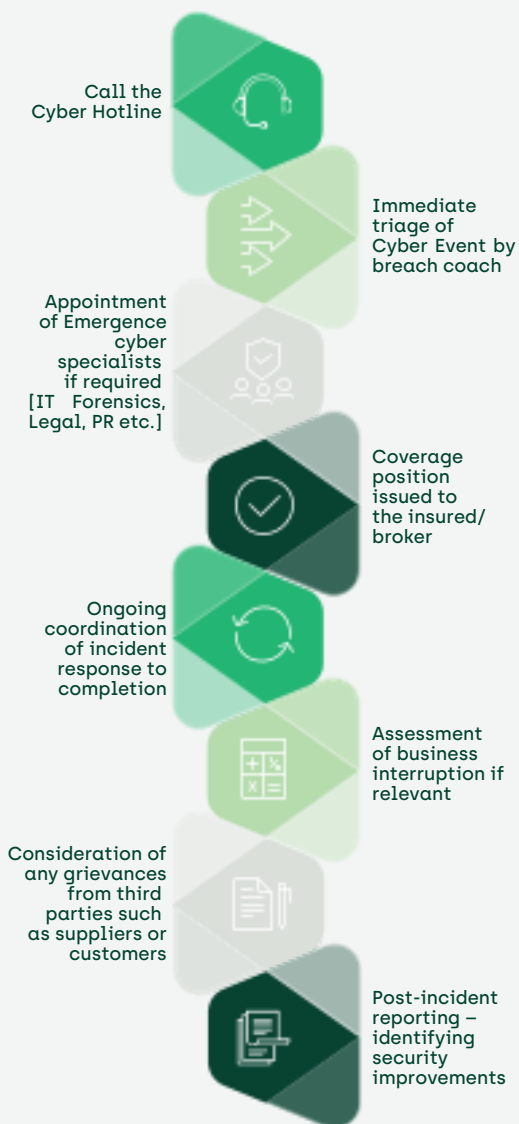 Call the
Cyber Hotline
Immediate
triage of
Cyber Event by
breach coach
Appointment
of Emergence
cyber
specialists
if required
[IT Forensics,
Legal, PR etc.]
Coverage
position
issued to
the insured/
broker
Ongoing
coordination
of incident
response to
completion
Assessment
of business
interruption if
relevant
Consideration of
any grievances
from third
parties such
as suppliers or
customers
Post-incident
reporting –
identifying
security
improvements